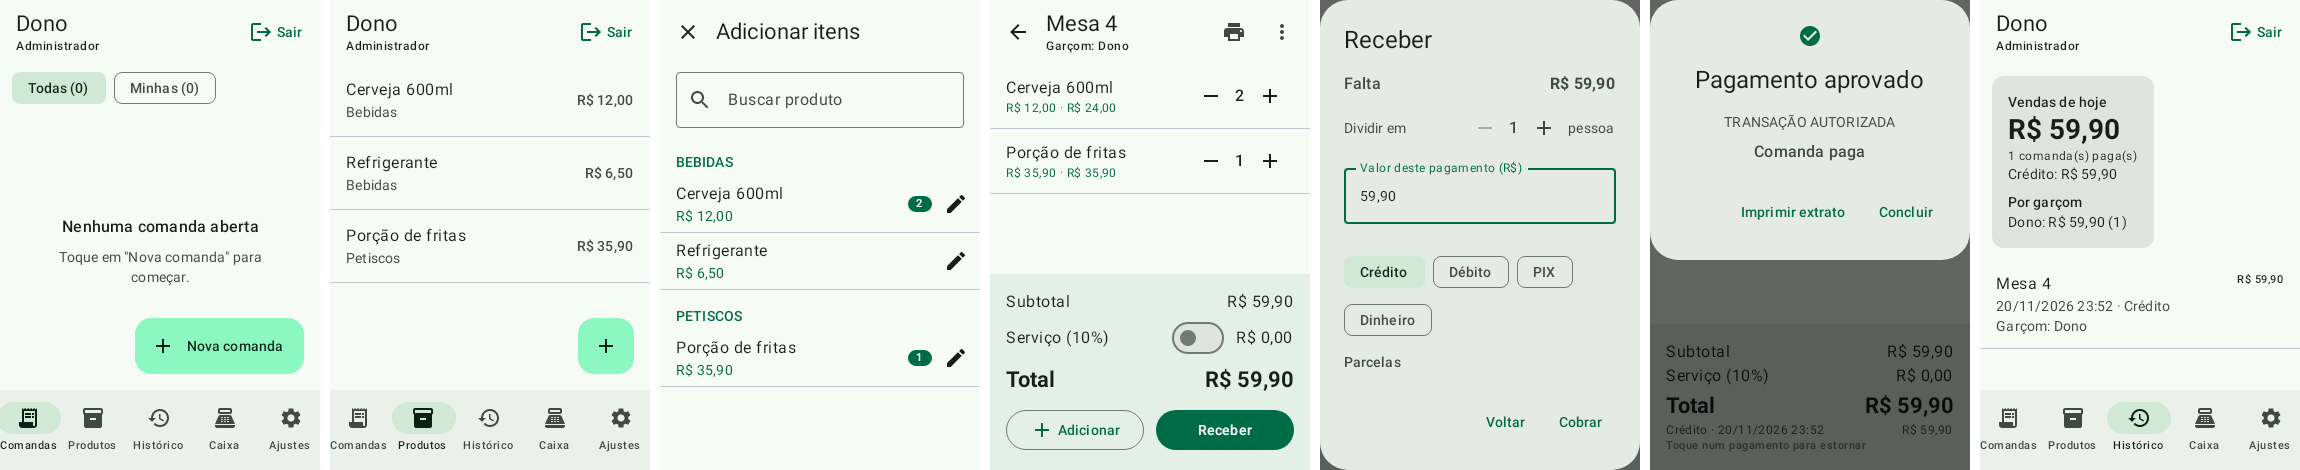 Dono
Administrador
Sair
Todas (0)
Minhas (0)
Nenhuma comanda aberta
Toque em "Nova comanda" para
começar.
Nova comanda
Comandas
Produtos
Histórico
Caixa
Ajustes
Dono
Administrador
Sair
Cerveja 600ml
Bebidas
R$ 12,00
Refrigerante
Bebidas
R$ 6,50
Porção de fritas
Petiscos
R$ 35,90
Comandas
Produtos
Histórico
Caixa
Ajustes
Adicionar itens
Buscar produto
BEBIDAS
Cerveja 600ml
R$ 12,00
2
Refrigerante
R$ 6,50
PETISCOS
Porção de fritas
R$ 35,90
1
Mesa 4
Garçom: Dono
Cerveja 600ml
R$ 12,00 · R$ 24,00
2
Porção de fritas
R$ 35,90 · R$ 35,90
1
Subtotal R$ 59,90
Serviço (10%) R$ 0,00
Total R$ 59,90
Adicionar
Receber
Receber
Falta R$ 59,90
Dividir em 1 pessoa
Valor deste pagamento (R$)
59,90
Crédito
Débito
PIX
Dinheiro
Parcelas
Voltar
Cobrar
Pagamento aprovado
TRANSAÇÃO AUTORIZADA
Comanda paga
Imprimir extrato
Concluir
Subtotal R$ 59,90
Serviço (10%) R$ 0,00
Total R$ 59,90
Crédito · 20/11/2026 23:52 R$ 59,90
Toque num pagamento para estornar
Dono
Administrador
Sair
Vendas de hoje
R$ 59,90
1 comanda(s) paga(s)
Crédito: R$ 59,90
Por garçom
Dono: R$ 59,90 (1)
Mesa 4
R$ 59,90
20/11/2026 23:52 · Crédito
Garçom: Dono
Comandas
Produtos
Histórico
Caixa
Ajustes